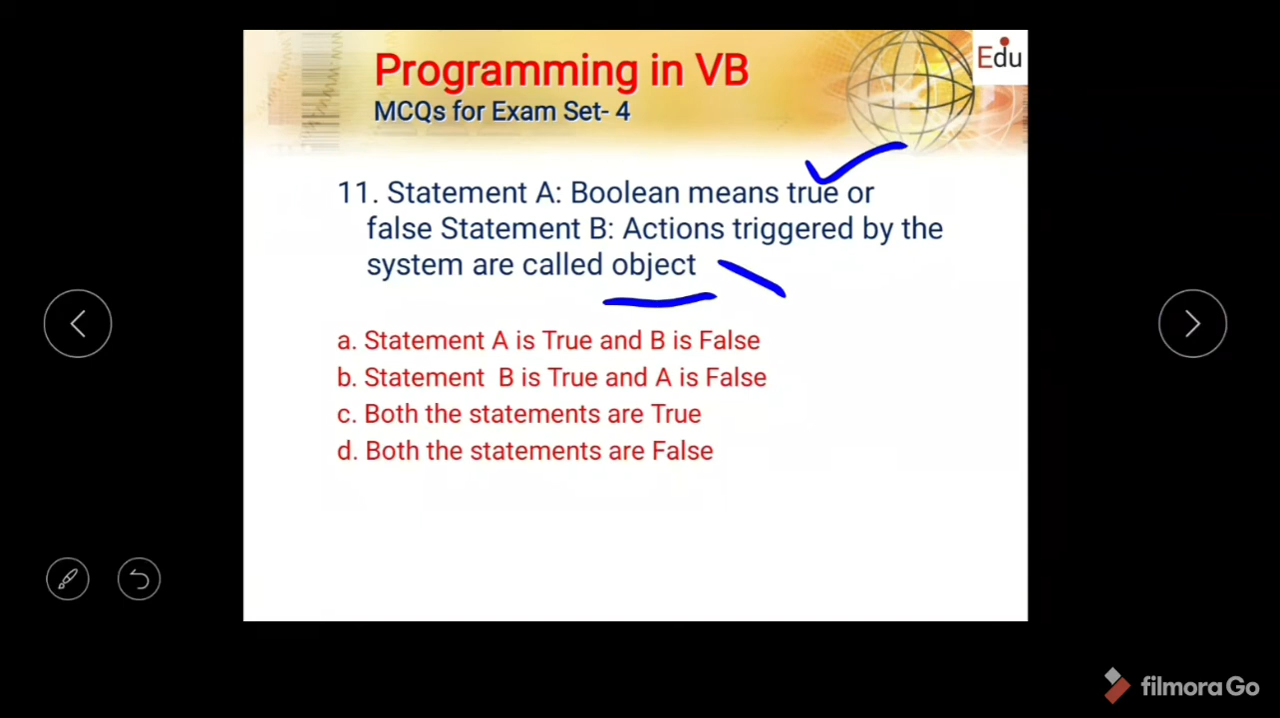 Programming in VB
Edu
MCQs for Exam Set- 4
11. Statement A: Boolean means true or
false Statement B: Actions triggered by the
system are called object
a. Statement A is True and B is False
b. Statement  B is True and A is False
c. Both the statements are True
d. Both the statements are False
filmoraGo